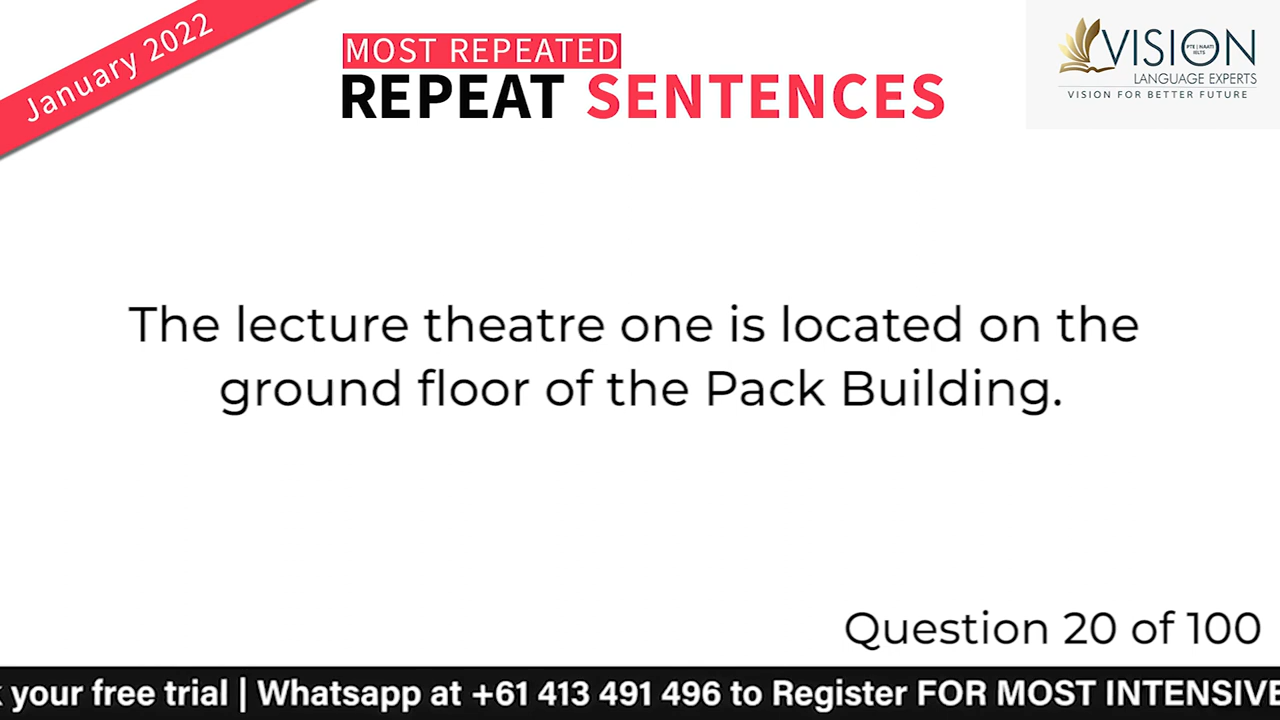 January 2022
MOST REPEATED
REPEAT SENTENCES
VISION
PTE | NAATI
IELTS
LANGUAGE EXPERTS
VISION FOR BETTER FUTURE
The lecture theatre one is located on the
ground floor of the Pack Building.
Question 20 of 100
your free trial | Whatsapp at +61 413 491 496 to Register FOR MOST INTENSIVE